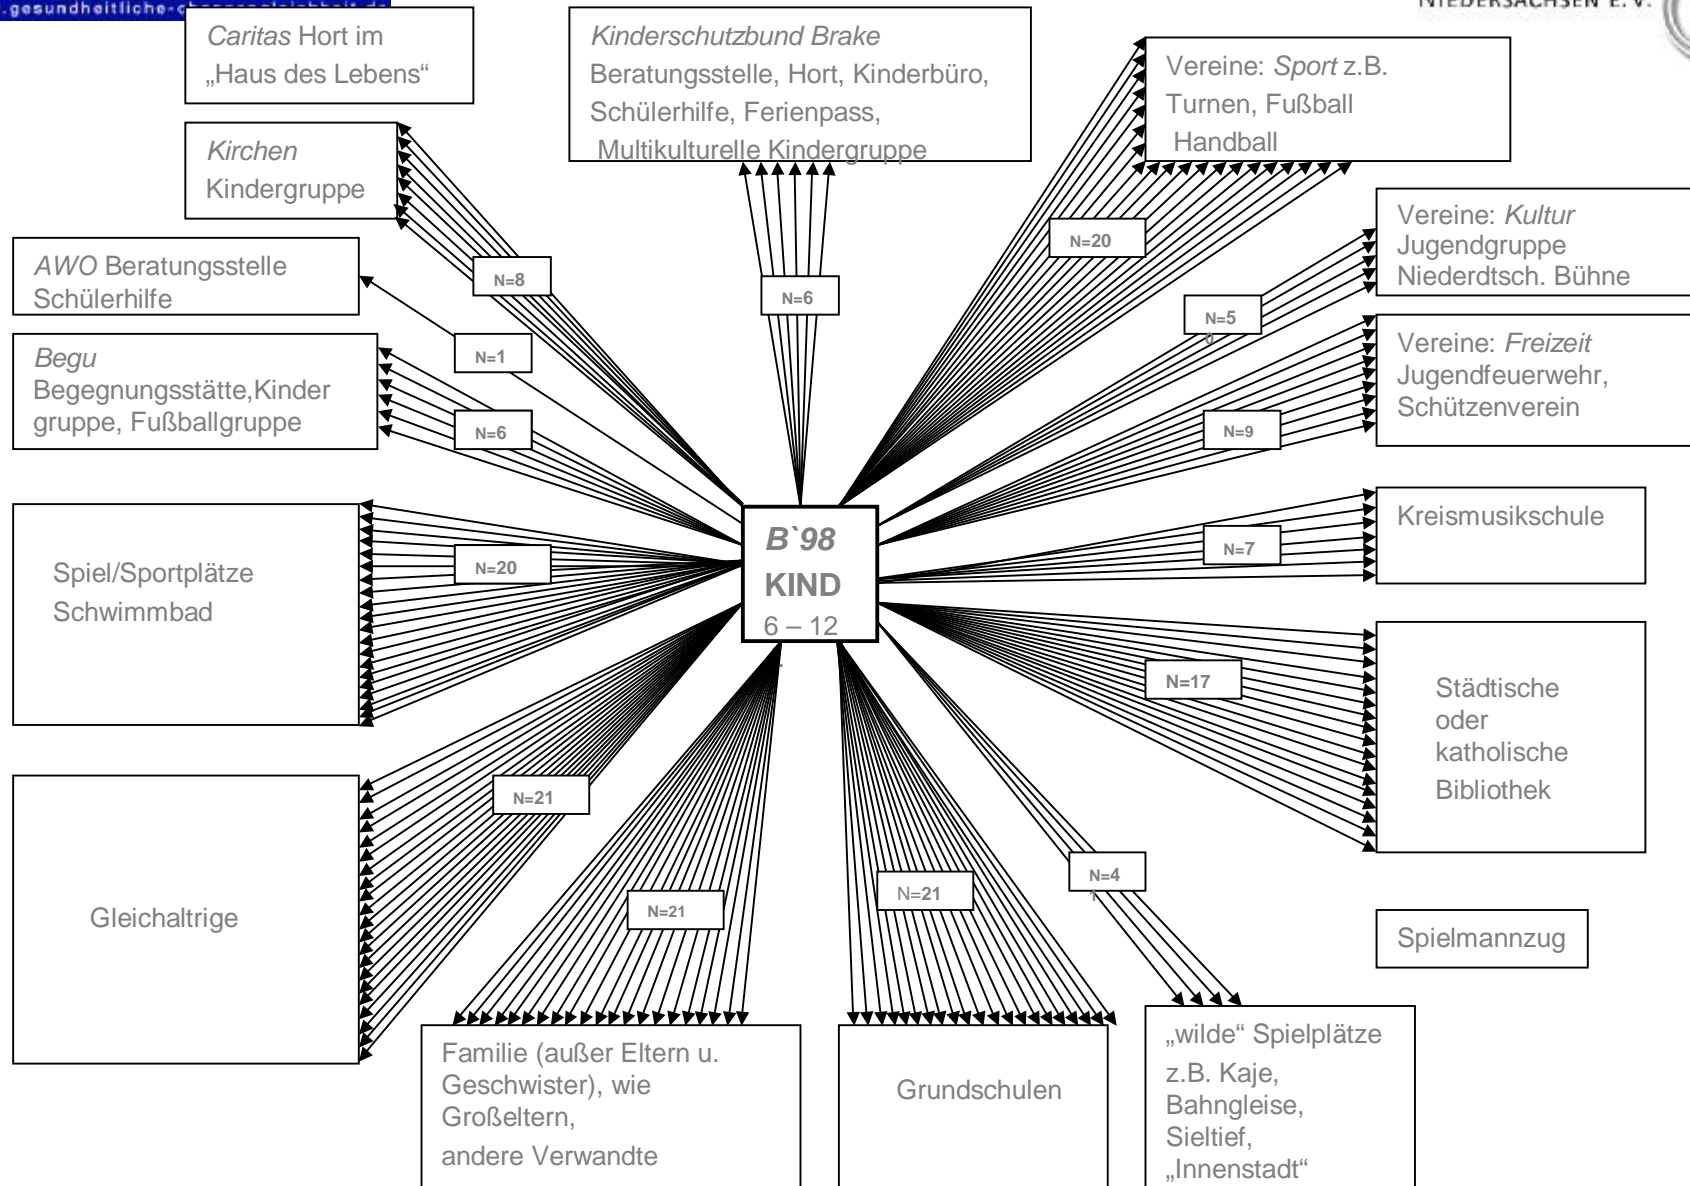 .gesundheitliche-chancengleichheit.de
NIEDERSACHSEN E. V.
Caritas Hort im
„Haus des Lebens“
Kinderschutzbund Brake
Beratungsstelle, Hort, Kinderbüro,
Schülerhilfe, Ferienpass,
Multikulturelle Kindergruppe
Vereine: Sport z.B.
Turnen, Fußball
Handball
Kirchen
Kindergruppe
Vereine: Kultur
Jugendgruppe
Niederdtsch. Bühne
AWO Beratungsstelle
Schülerhilfe
N=8
N=6
N=20
N=5
Begu
Begegnungsstätte,Kinder
gruppe, Fußballgruppe
N=1
N=6
Vereine: Freizeit
Jugendfeuerwehr,
Schützenverein
N=9
Spiel/Sportplätze
Schwimmbad
N=20
B`98
KIND
6 – 12
N=7
Kreismusikschule
N=17
Städtische
oder
katholische
Bibliothek
Gleichaltrige
N=21
N=21
N=21
N=4
Spielmannzug
Familie (außer Eltern u.
Geschwister), wie
Großeltern,
andere Verwandte
Grundschulen
„wilde“ Spielplätze
z.B. Kaje,
Bahngleise,
Sieltief,
„Innenstadt“